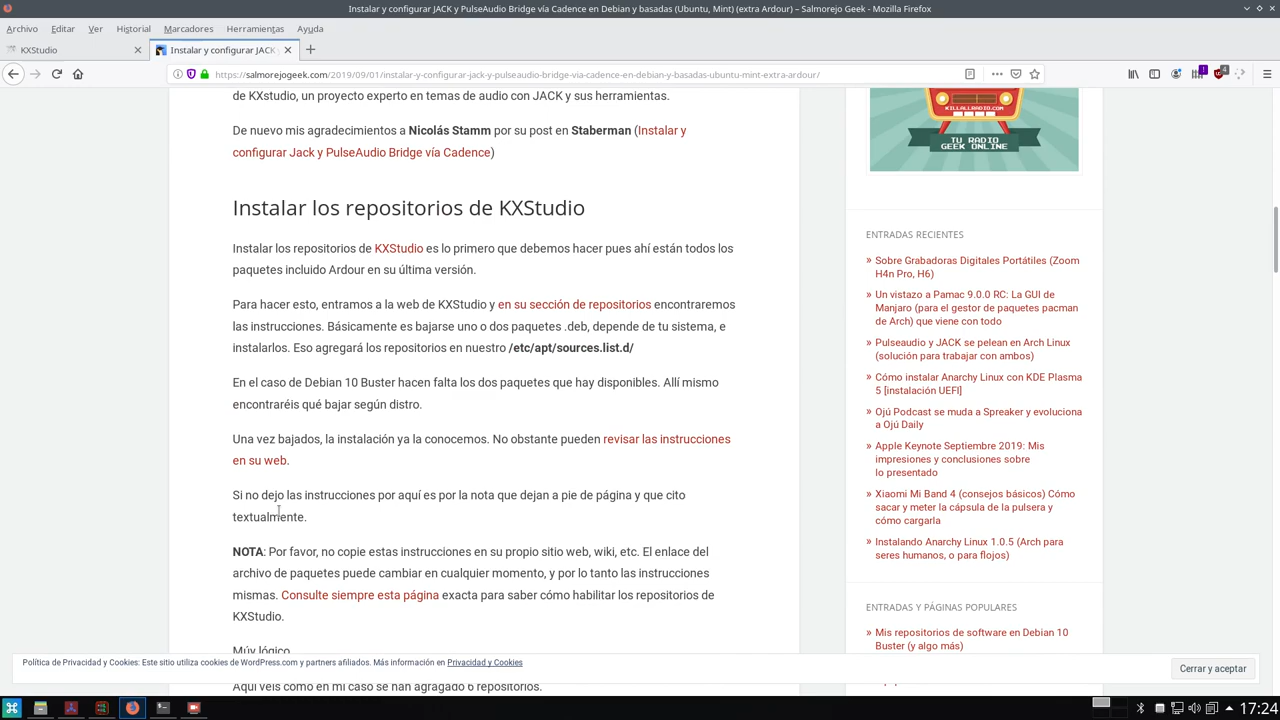 Instalar y configurar JACK y PulseAudio Bridge vía Cadence en Debian y basadas (Ubuntu, Mint) (extra Ardour) – Salmorejo Geek - Mozilla Firefox
Archivo Editar Ver Historial Marcadores Herramientas Ayuda
KXStudio
Instalar y configurar JACK
https://salmorejogeek.com/2019/09/01/instalar-y-configurar-jack-y-pulseaudio-bridge-via-cadence-en-debian-y-basadas-ubuntu-mint-extra-ardour/
de KXstudio, un proyecto experto en temas de audio con JACK y sus herramientas.
De nuevo mis agradecimientos a Nicolás Stamm por su post en Staberman (Instalar y
configurar Jack y PulseAudio Bridge vía Cadence)
Instalar los repositorios de KXStudio
Instalar los repositorios de KXStudio es lo primero que debemos hacer pues ahí están todos los
paquetes incluido Ardour en su última versión.
Para hacer esto, entramos a la web de KXStudio y en su sección de repositorios encontraremos
las instrucciones. Básicamente es bajarse uno o dos paquetes .deb, depende de tu sistema, e
instalarlos. Eso agregará los repositorios en nuestro /etc/apt/sources.list.d/
En el caso de Debian 10 Buster hacen falta los dos paquetes que hay disponibles. Allí mismo
encontraréis qué bajar según distro.
Una vez bajados, la instalación ya la conocemos. No obstante pueden revisar las instrucciones
en su web.
Si no dejo las instrucciones por aquí es por la nota que dejan a pie de página y que cito
textualmente.
NOTA: Por favor, no copie estas instrucciones en su propio sitio web, wiki, etc. El enlace del
archivo de paquetes puede cambiar en cualquier momento, y por lo tanto las instrucciones
mismas. Consulte siempre esta página exacta para saber cómo habilitar los repositorios de
KXStudio.
Múy lógico
Aquí véis como en mi caso se han agragado 6 repositorios.
KILLALLRADIO.COM
TU RADIO
GEEK ONLINE
ENTRADAS RECIENTES
» Sobre Grabadoras Digitales Portátiles (Zoom
H4n Pro, H6)
» Un vistazo a Pamac 9.0.0 RC: La GUI de
Manjaro (para el gestor de paquetes pacman
de Arch) que viene con todo
» Pulseaudio y JACK se pelean en Arch Linux
(solución para trabajar con ambos)
» Cómo instalar Anarchy Linux con KDE Plasma
5 [instalación UEFI]
» Ojú Podcast se muda a Spreaker y evoluciona
a Ojú Daily
» Apple Keynote Septiembre 2019: Mis
impresiones y conclusiones sobre
lo presentado
» Xiaomi Mi Band 4 (consejos básicos) Cómo
sacar y meter la cápsula de la pulsera y
cómo cargarla
» Instalando Anarchy Linux 1.0.5 (Arch para
seres humanos, o para flojos)
ENTRADAS Y PÁGINAS POPULARES
» Mis repositorios de software en Debian 10
Buster (y algo más)
Política de Privacidad y Cookies: Este sitio utiliza cookies de WordPress.com y partners afiliados. Más información en Privacidad y Cookies
Cerrar y aceptar
17:24